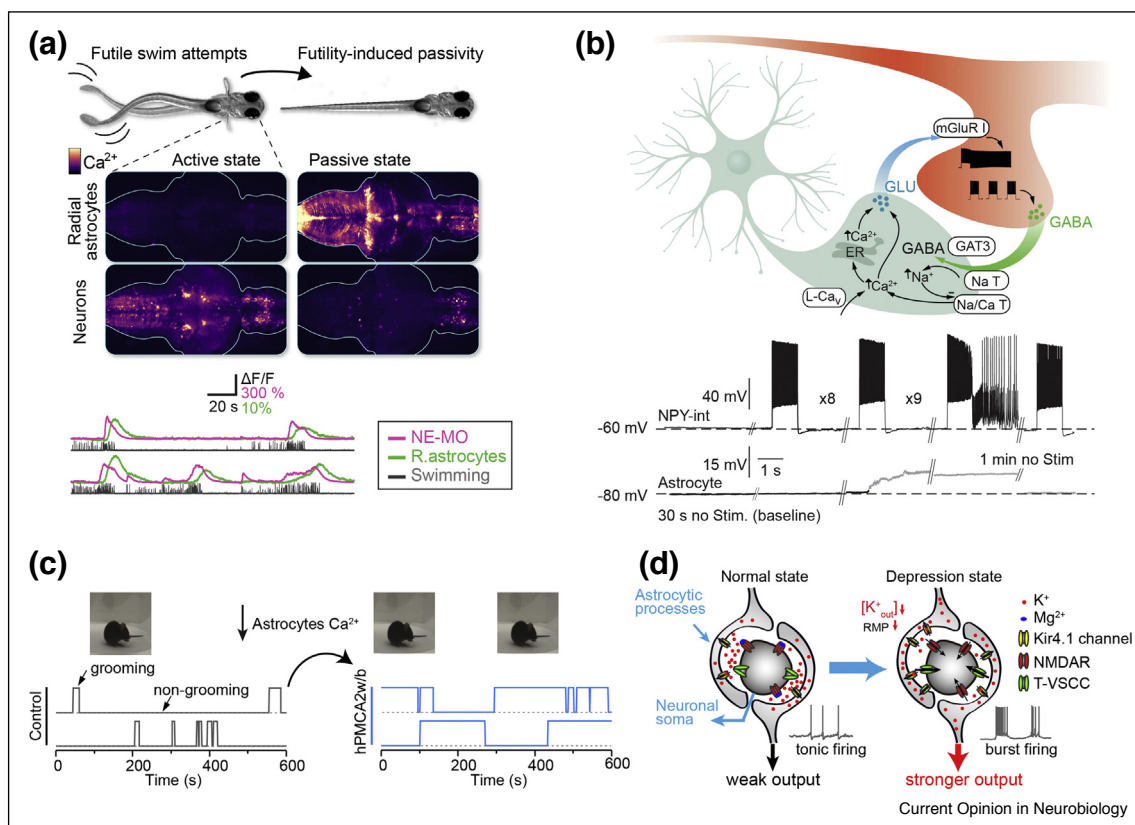 (a)
Futile swim attempts
Futility-induced passivity
Ca2+
Active state
Passive state
Radial
astrocytes
Neurons
ΔF/F
300 %
20 s
10%
NE-MO
R.astrocytes
Swimming
(b)
mGluR I
GLU
GABA
↑Ca2+
ER
GABA
GAT3
↑Na+
Na T
↑Ca2+
L-Cav
Na/Ca T
40 mV
x8
x9
NPY-int
-60 mV
15 mV
1 s
1 min no Stim
Astrocyte
-80 mV
30 s no Stim. (baseline)
(c)
↓ Astrocytes Ca2+
grooming
non-grooming
Control
hPMCA2w/b
0 200 400 600
Time (s)
0 200 400 600
Time (s)
(d)
Normal state
Depression state
Astrocytic
processes
[K+out]↓
RMP↓
K+
Mg2+
Kir4.1 channel
NMDAR
T-VSCC
Neuronal
soma
tonic firing
burst firing
weak output
stronger output
Current Opinion in Neurobiology